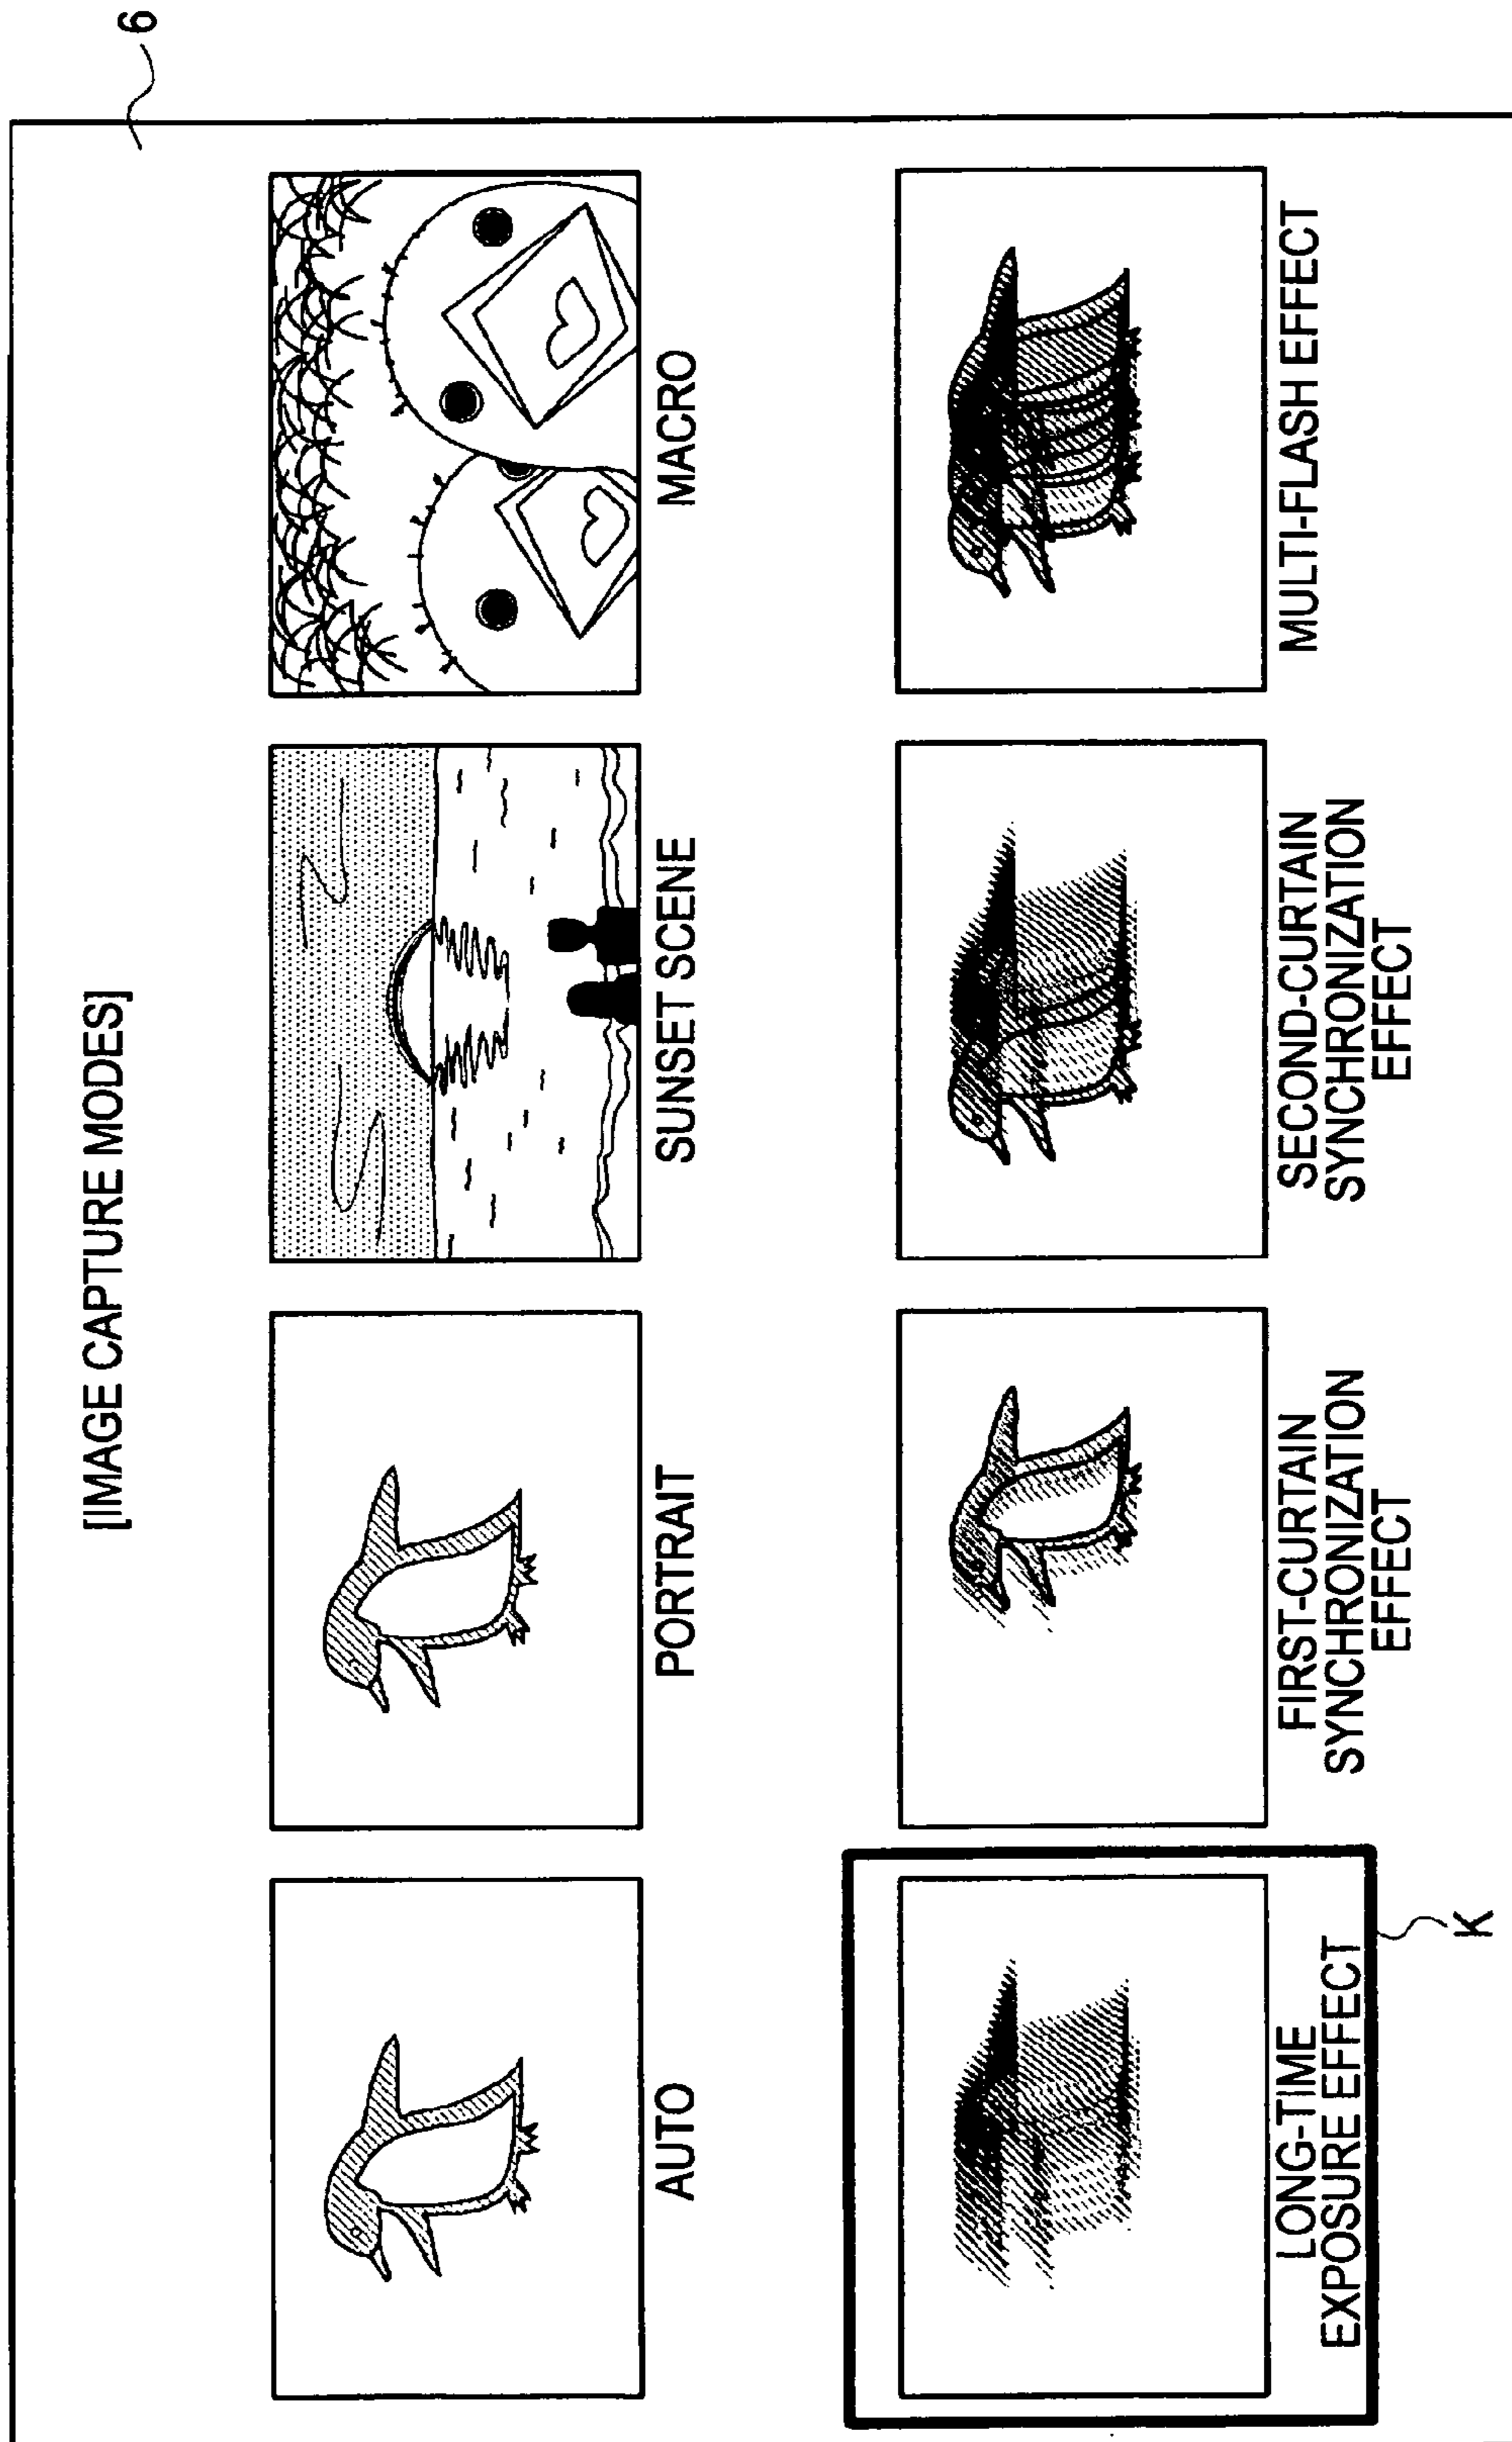 [IMAGE CAPTURE MODES]
6
AUTO
PORTRAIT
SUNSET SCENE
MACRO
LONG-TIME
EXPOSURE EFFECT
K
FIRST-CURTAIN
SYNCHRONIZATION
EFFECT
SECOND-CURTAIN
SYNCHRONIZATION
EFFECT
MULTI-FLASH EFFECT